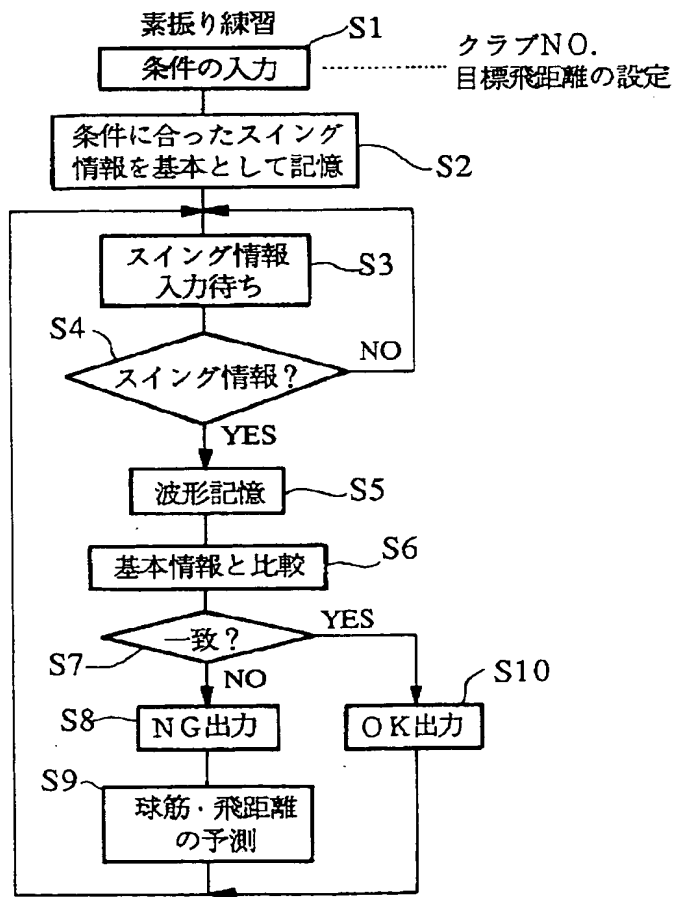 素振り練習
S1
条件の入力
クラブNO.
目標飛距離の設定
条件に合ったスイング
情報を基本として記憶
S2
スイング情報
入力待ち
S3
S4
スイング情報?
NO
YES
波形記憶
S5
基本情報と比較
S6
一致?
YES
S7
NO
S8
NG出力
S10
OK出力
S9
球筋・飛距離
の予測